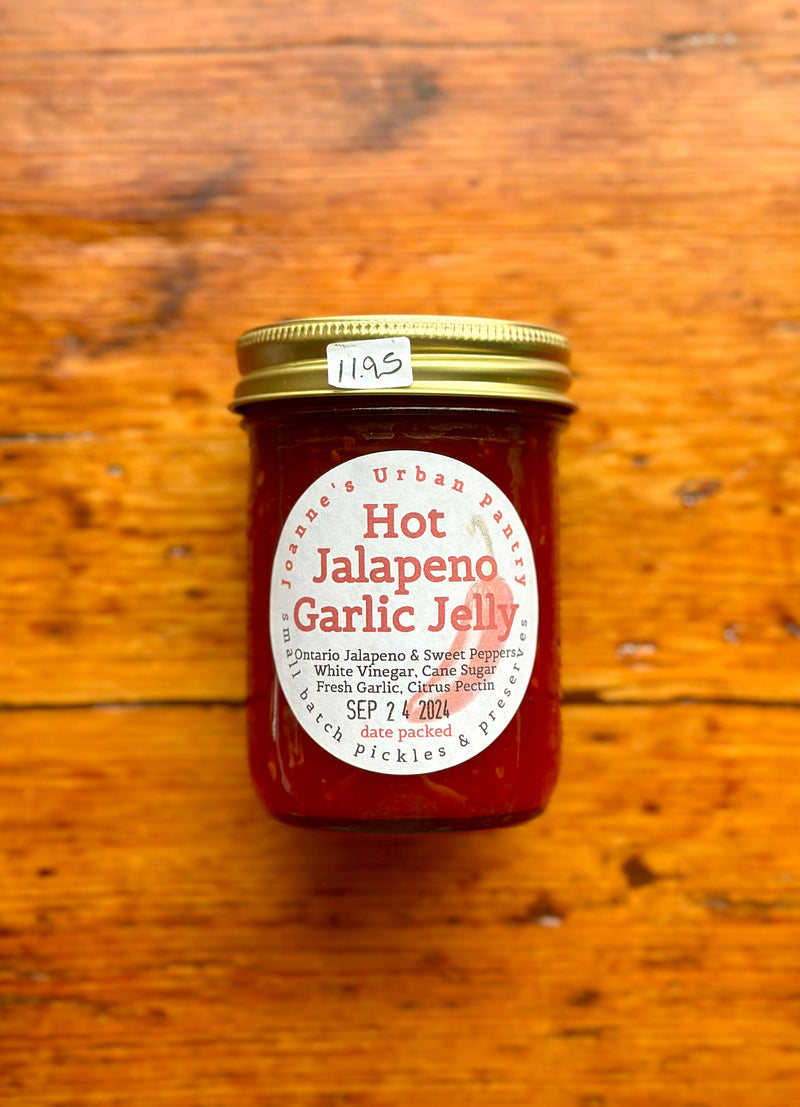 11.95
Joanne's Urban Pantry
Hot
Jalapeno
Garlic Jelly
Ontario Jalapeno & Sweet Peppers
White Vinegar, Cane Sugar
Fresh Garlic, Citrus Pectin
SEP 24 2024
date packed
small batch pickles & preserves